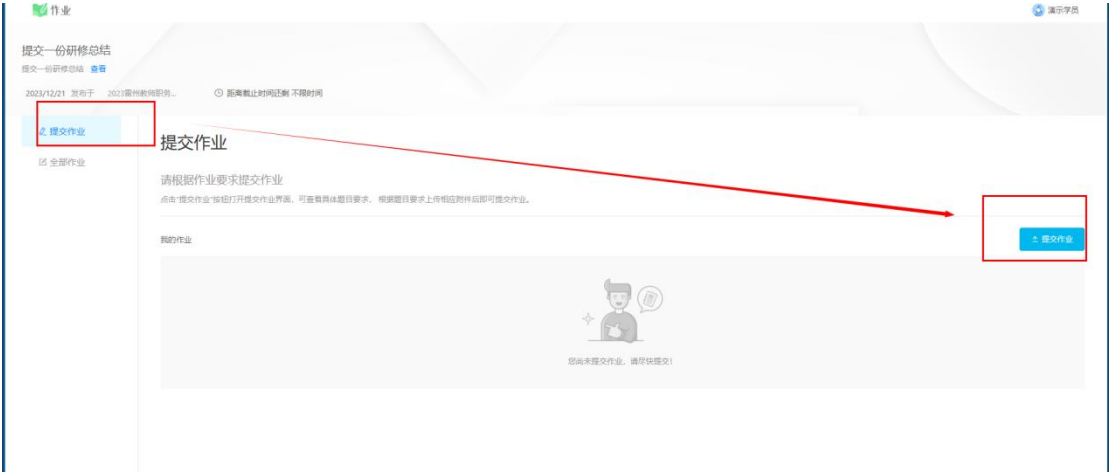 作业
演示学员
提交一份研修总结
提交一份研修总结 查看
2023/12/21 发布于 2023雷州教师职务... 距离截止时间还剩 不限时间
提交作业
全部作业
提交作业
请根据作业要求提交作业
点击"提交作业"按钮打开提交作业界面，可查看具体题目要求，根据题目要求上传相应附件后即可提交作业。
我的作业
提交作业
您尚未提交作业，请尽快提交！